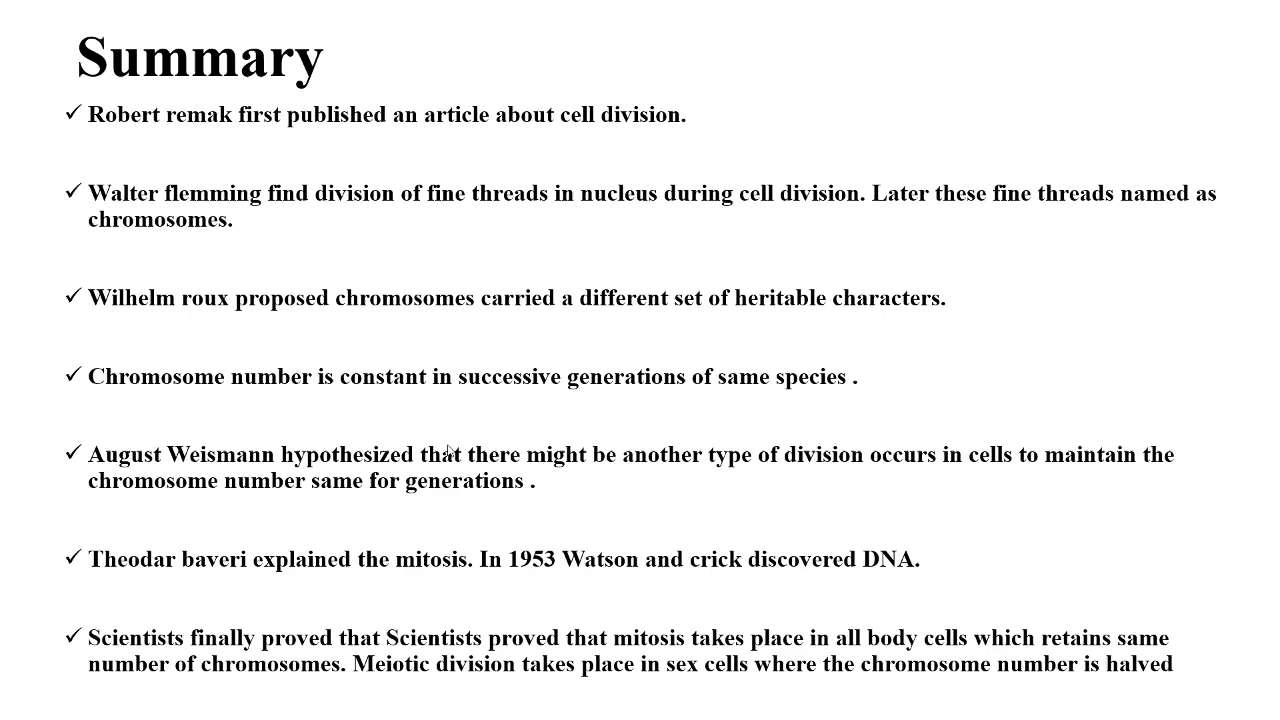 Summary
✓ Robert remak first published an article about cell division.
✓ Walter flemming find division of fine threads in nucleus during cell division. Later these fine threads named as
chromosomes.
✓ Wilhelm roux proposed chromosomes carried a different set of heritable characters.
✓ Chromosome number is constant in successive generations of same species .
✓ August Weismann hypothesized that there might be another type of division occurs in cells to maintain the
chromosome number same for generations .
✓ Theodar baveri explained the mitosis. In 1953 Watson and crick discovered DNA.
✓ Scientists finally proved that Scientists proved that mitosis takes place in all body cells which retains same
number of chromosomes. Meiotic division takes place in sex cells where the chromosome number is halved